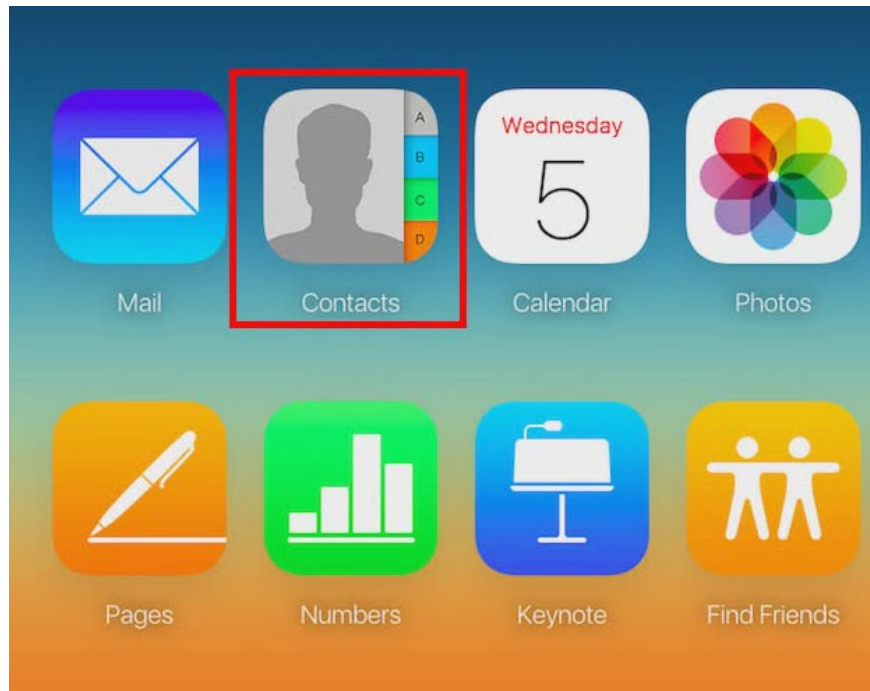 A
B
C
D
Wednesday
5
Mail
Contacts
Calendar
Photos
Pages
Numbers
Keynote
Find Friends